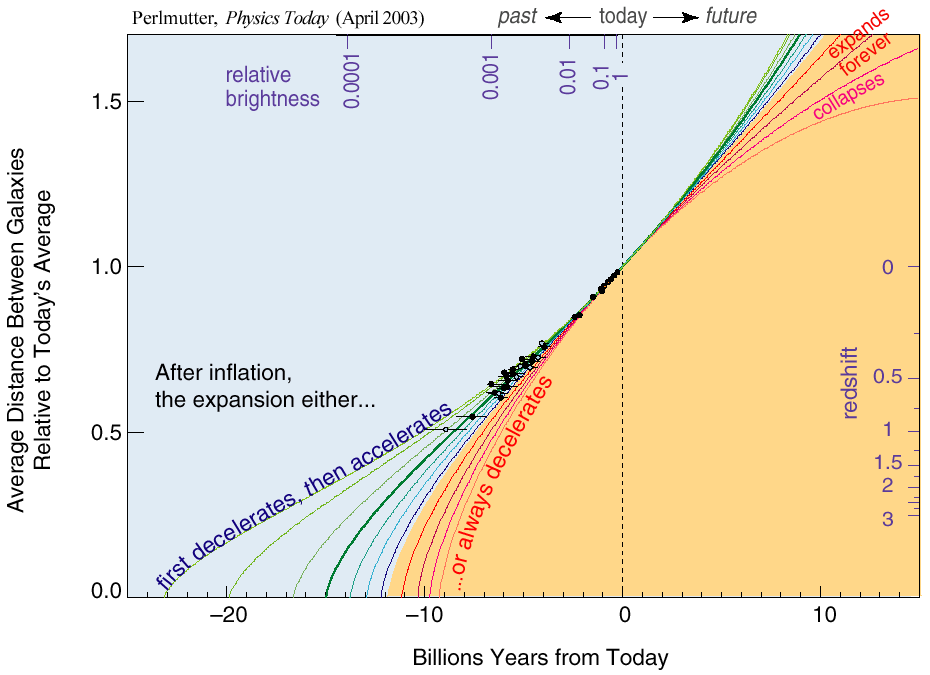 Perlmutter, Physics Today (April 2003)
past today future
relative
brightness
0.0001
0.001
0.01
0.1
1
expands
forever
collapses
Average Distance Between Galaxies
Relative to Today's Average
1.5
1.0
0.5
0.0
After inflation,
the expansion either...
first decelerates, then accelerates
...or always decelerates
redshift
0
0.5
1
1.5
2
3
–20
–10
0
10
Billions Years from Today